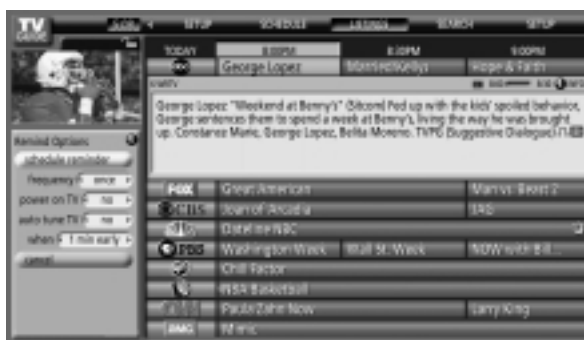 TV
GUIDE
SETUP SCHEDULE LISTINGS SEARCH SETUP
TODAY 8:00PM 8:30PM 9:00PM
abc George Lopez Married Kellys Hope & Faith
George Lopez "Weekend at Benny's" (Sitcom) Fed up with the kids' spoiled behavior,
George sentences them to spend a week at Benny's, living the way he was brought
up. Constance Marie, George Lopez, Belita Moreno. TVPG (Suggestive Dialogue)
Remind Options
schedule reminder
frequency once
power on TV no
auto tune TV no
when 1 min early
cancel
FOX Great American Man vs. Beast 2
CBS Joan of Arcadia JAG
Dateline NBC
PBS Washington Week Wall St. Week NOW with Bill...
Chill Factor
NBA Basketball
Paula Zahn Now Larry King
AMC Mimic